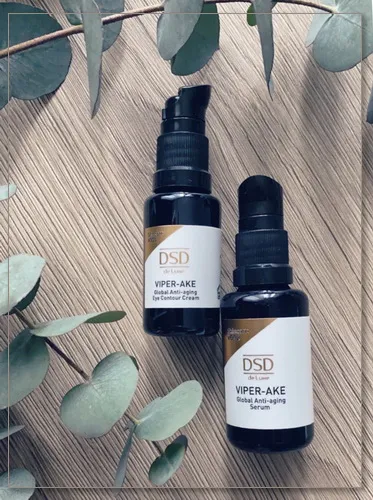 DSD
de Luxe
VIPER-AKE
Global Anti-aging
Eye Contour Cream
DSD
de Luxe
VIPER-AKE
Global Anti-aging
Serum